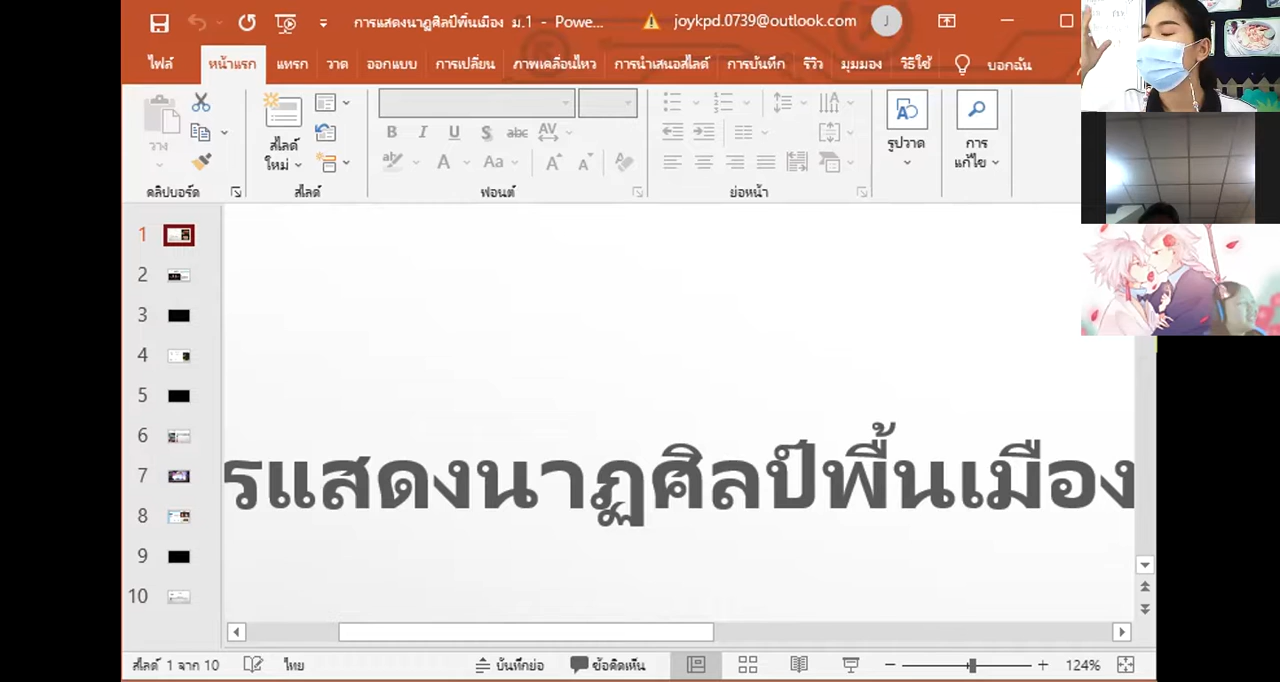 การแสดงนาฏศิลป์พื้นเมือง ม.1 - Powe...
joykpd.0739@outlook.com
J
ไฟล์ หน้าแรก แทรก วาด ออกแบบ การเปลี่ยน ภาพเคลื่อนไหว การนำเสนอสไลด์ การบันทึก รีวิว มุมมอง วิธีใช้ บอกฉัน
วาง
สไลด์
ใหม่
B I U S abc AV
A Aa A A
รูปวาด
การ
แก้ไข
คลิปบอร์ด สไลด์ ฟอนต์ ย่อหน้า
1
2
3
4
5
6
7
8
9
10
รแสดงนาฏศิลป์พื้นเมือง
สไลด์ 1 จาก 10 ไทย บันทึกย่อ ข้อคิดเห็น 124%